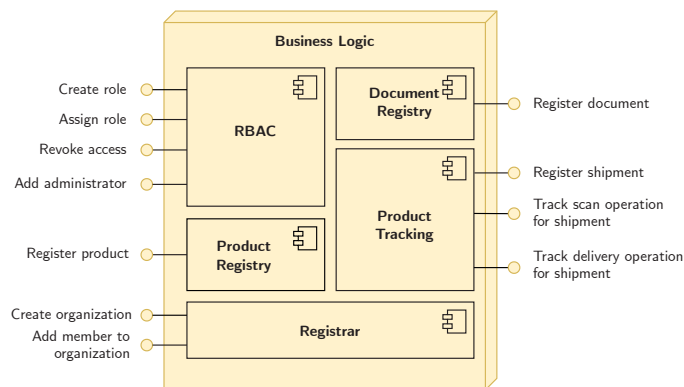 Business Logic
Create role
Assign role
Revoke access
Add administrator
RBAC
Document
Registry
Register document
Product
Tracking
Register shipment
Track scan operation
for shipment
Track delivery operation
for shipment
Register product
Product
Registry
Create organization
Add member to
organization
Registrar